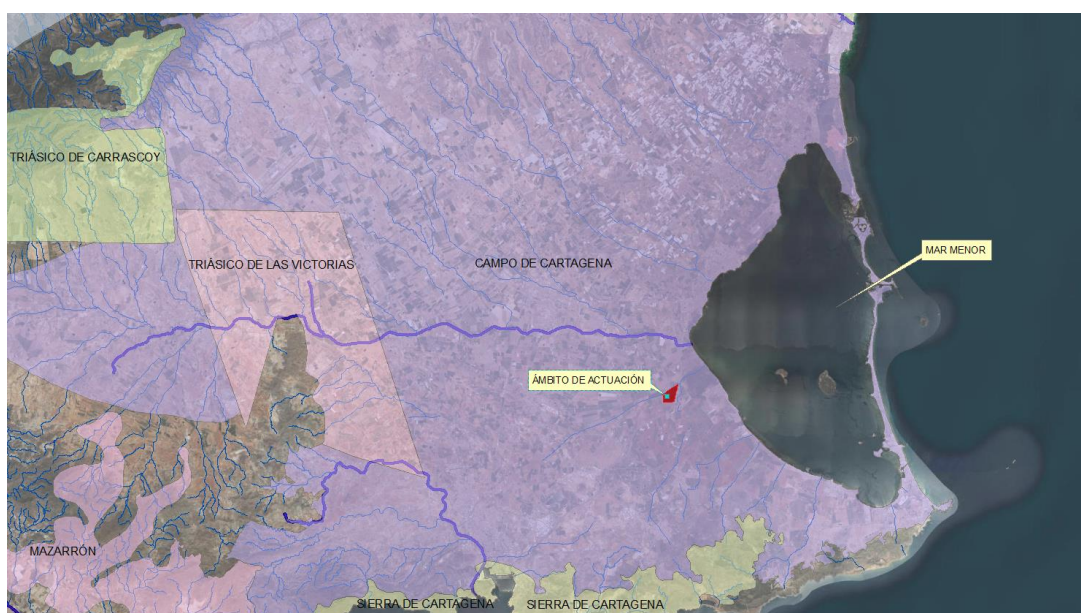 TRIÁSICO DE CARRASCOY
MAR MENOR
TRIÁSICO DE LAS VICTORIAS
CAMPO DE CARTAGENA
ÁMBITO DE ACTUACIÓN
MAZARRÓN
SIERRA DE CARTAGENA
SIERRA DE CARTAGENA